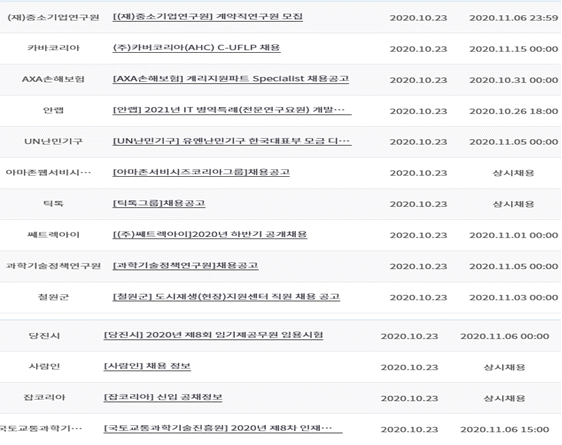 (재)중소기업연구원 [(재)중소기업연구원] 계약직연구원 모집 2020.10.23 2020.11.06 23:59
카바코리아 (주)카버코리아(AHC) C-UFLP 채용 2020.10.23 2020.11.15 00:00
AXA손해보험 [AXA손해보험] 계리지원파트 Specialist 채용공고 2020.10.23 2020.10.31 00:00
안랩 [안랩] 2021년 IT 병역특례(전문연구요원) 개발··· 2020.10.23 2020.10.26 18:00
UN난민기구 [UN난민기구] 유엔난민기구 한국대표부 모금 디··· 2020.10.23 2020.11.05 00:00
아마존웹서비시··· [아마존서비시즈코리아그룹]채용공고 2020.10.23 상시채용
틱톡 [틱톡그룹]채용공고 2020.10.23 상시채용
쎄트렉아이 [(주)쎄트렉아이]2020년 하반기 공개채용 2020.10.23 2020.11.01 00:00
과학기술정책연구원 [과학기술정책연구원]채용공고 2020.10.23 2020.11.05 00:00
철원군 [철원군] 도시재생(현장)지원센터 직원 채용 공고 2020.10.23 2020.11.03 00:00
당진시 [당진시] 2020년 제8회 임기제공무원 임용시험 2020.10.23 2020.11.06 00:00
사람인 [사람인] 채용 정보 2020.10.23 상시채용
잡코리아 [잡코리아] 신입 공채정보 2020.10.23 상시채용
국토교통과학기··· [국토교통과학기술진흥원] 2020년 제8차 인재··· 2020.10.23 2020.11.06 15:00